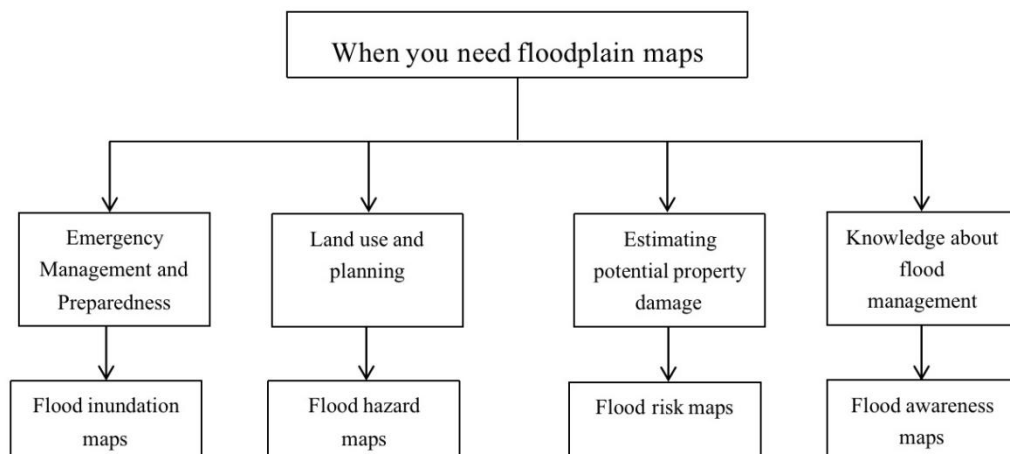 When you need floodplain maps
Emergency
Management and
Preparedness
Land use and
planning
Estimating
potential property
damage
Knowledge about
flood
management
Flood inundation
maps
Flood hazard
maps
Flood risk maps
Flood awareness
maps